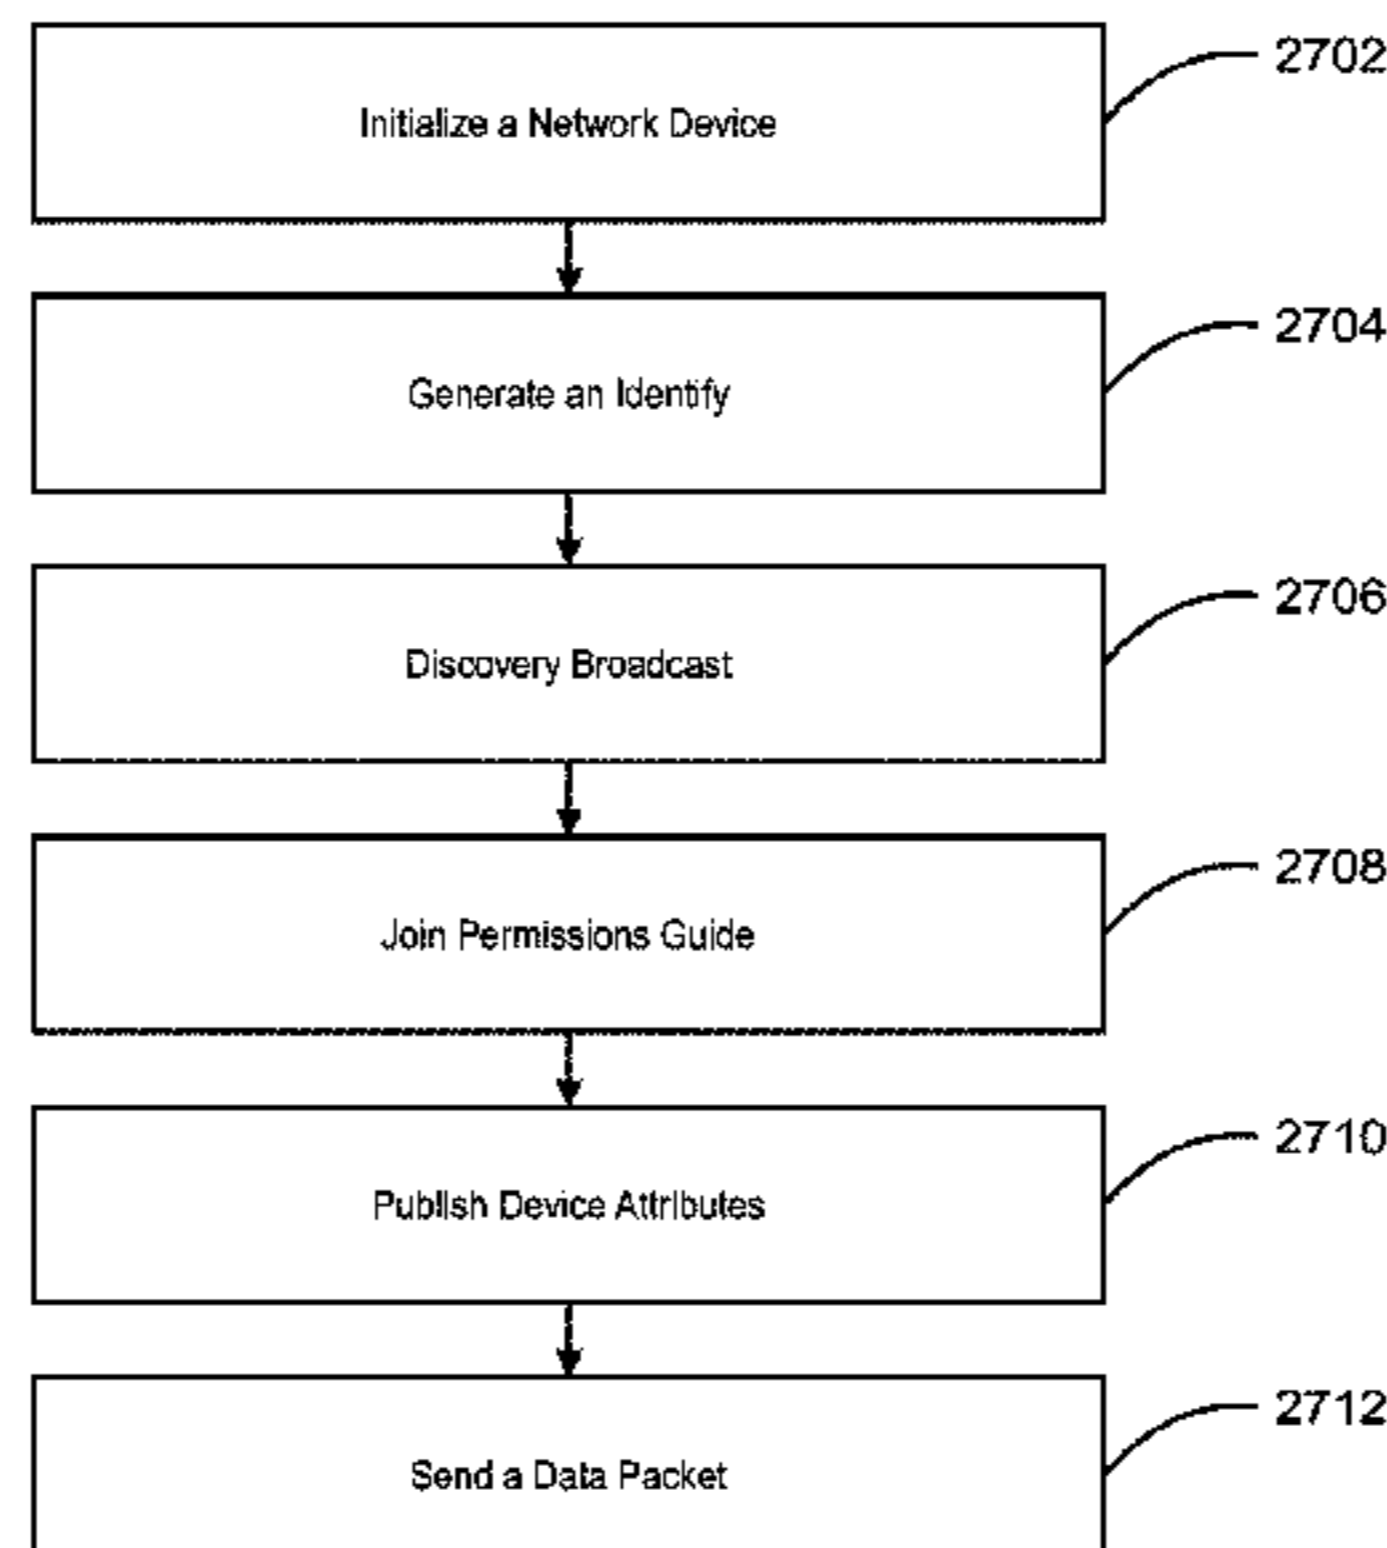 Initialize a Network Device
2702
Generate an Identify
2704
Discovery Broadcast
2706
Join Permissions Guide
2708
Publish Device Attributes
2710
Send a Data Packet
2712